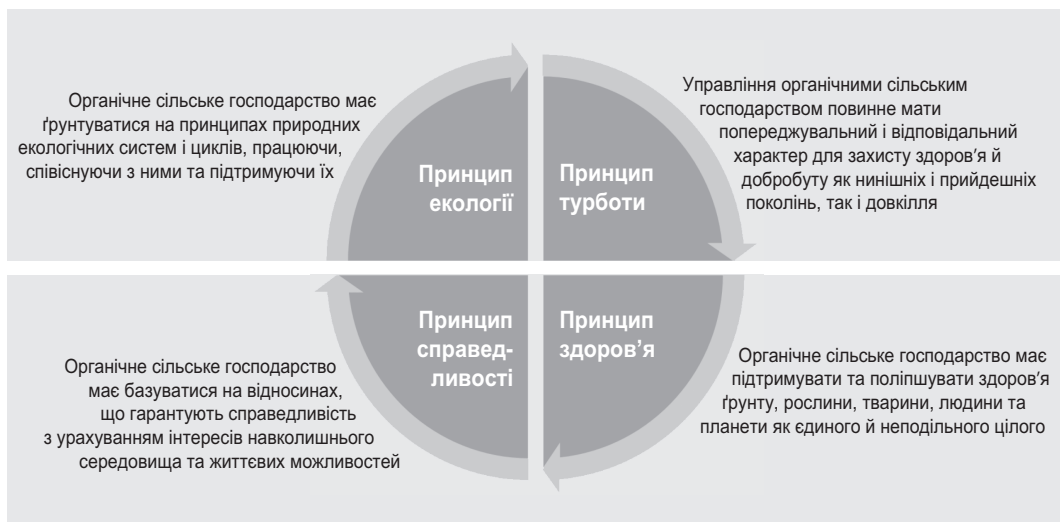 Органічне сільське господарство має
ґрунтуватися на принципах природних
екологічних систем і циклів, працюючи,
співіснуючи з ними та підтримуючи їх
Принцип
екології
Принцип
турботи
Управління органічними сільським
господарством повинне мати
попереджувальний і відповідальний
характер для захисту здоров'я й
добробуту як нинішніх і прийдешніх
поколінь, так і довкілля
Органічне сільське господарство
має базуватися на відносинах,
що гарантують справедливість
з урахуванням інтересів навколишнього
середовища та життєвих можливостей
Принцип
справед-
ливості
Принцип
здоров’я
Органічне сільське господарство має
підтримувати та поліпшувати здоров'я
ґрунту, рослини, тварини, людини та
планети як єдиного й неподільного цілого